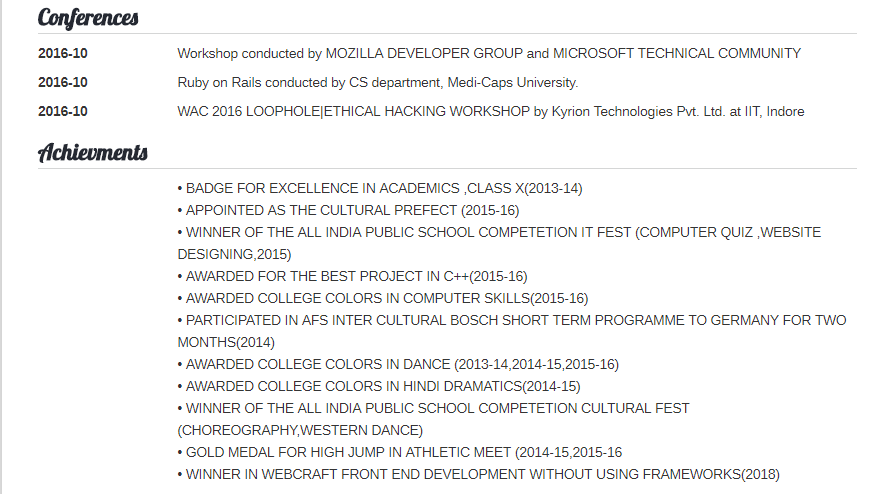 Conferences
2016-10 Workshop conducted by MOZILLA DEVELOPER GROUP and MICROSOFT TECHNICAL COMMUNITY
2016-10 Ruby on Rails conducted by CS department, Medi-Caps University.
2016-10 WAC 2016 LOOPHOLE|ETHICAL HACKING WORKSHOP by Kyrion Technologies Pvt. Ltd. at IIT, Indore
Achievments
• BADGE FOR EXCELLENCE IN ACADEMICS ,CLASS X(2013-14)
• APPOINTED AS THE CULTURAL PREFECT (2015-16)
• WINNER OF THE ALL INDIA PUBLIC SCHOOL COMPETETION IT FEST (COMPUTER QUIZ ,WEBSITE
DESIGNING,2015)
• AWARDED FOR THE BEST PROJECT IN C++(2015-16)
• AWARDED COLLEGE COLORS IN COMPUTER SKILLS(2015-16)
• PARTICIPATED IN AFS INTER CULTURAL BOSCH SHORT TERM PROGRAMME TO GERMANY FOR TWO
MONTHS(2014)
• AWARDED COLLEGE COLORS IN DANCE (2013-14,2014-15,2015-16)
• AWARDED COLLEGE COLORS IN HINDI DRAMATICS(2014-15)
• WINNER OF THE ALL INDIA PUBLIC SCHOOL COMPETETION CULTURAL FEST
(CHOREOGRAPHY,WESTERN DANCE)
• GOLD MEDAL FOR HIGH JUMP IN ATHLETIC MEET (2014-15,2015-16
• WINNER IN WEBCRAFT FRONT END DEVELOPMENT WITHOUT USING FRAMEWORKS(2018)